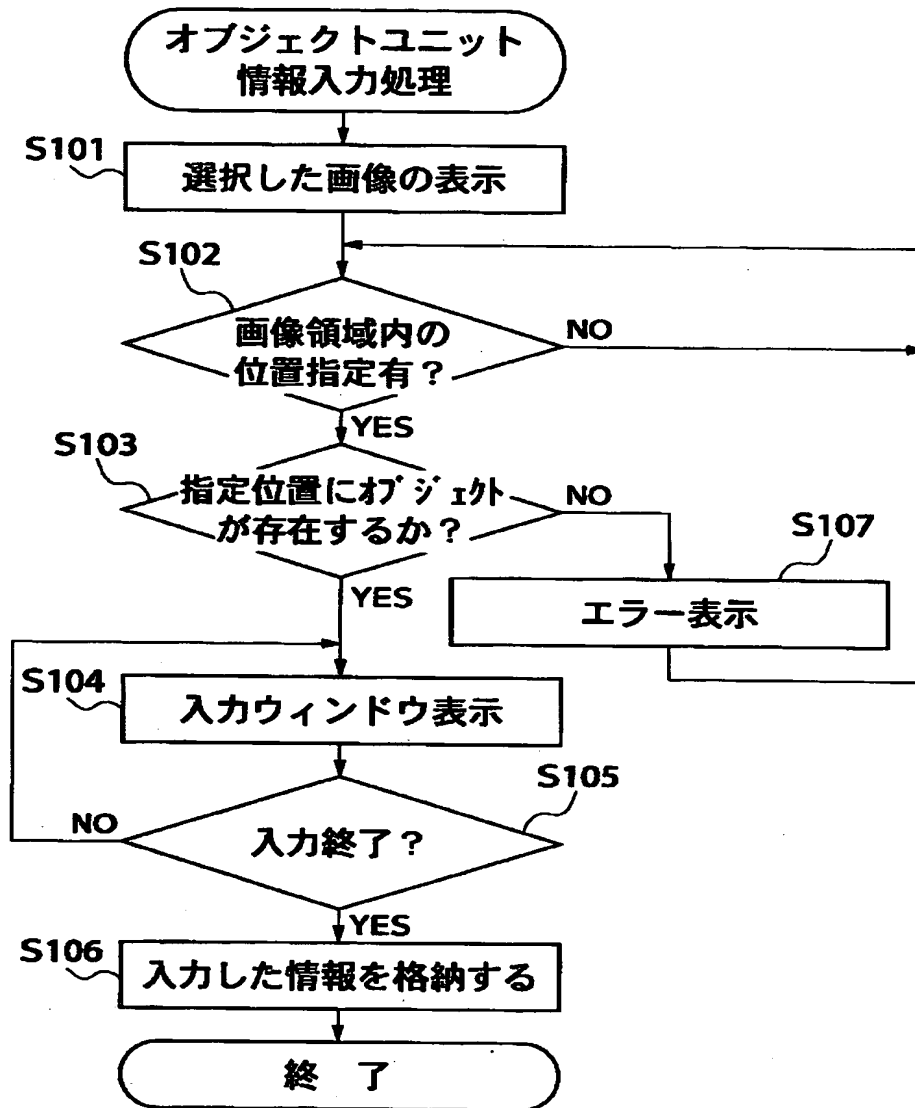 オブジェクトユニット
情報入力処理
S101
選択した画像の表示
S102
画像領域内の
位置指定有？
NO
YES
S103
指定位置にｵﾌﾞｼﾞｪｸﾄ
が存在するか？
NO
YES
S107
エラー表示
S104
入力ウィンドウ表示
S105
入力終了？
NO
YES
S106
入力した情報を格納する
終 了